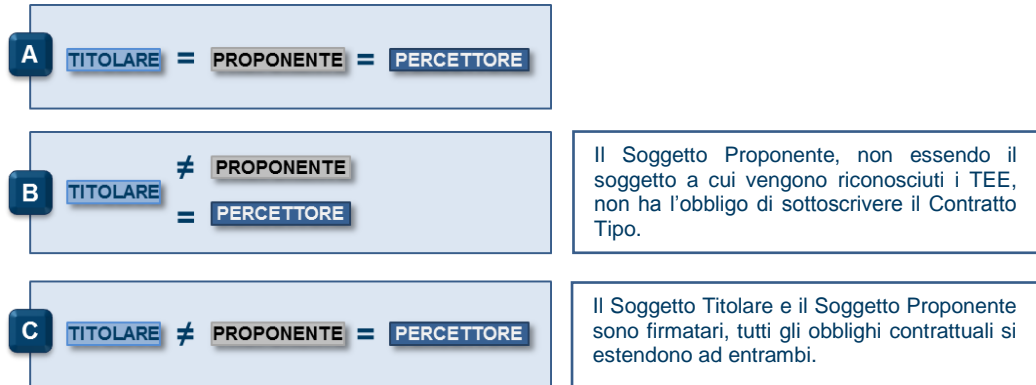 A
TITOLARE = PROPONENTE = PERCETTORE
B
TITOLARE
≠ PROPONENTE
= PERCETTORE
Il Soggetto Proponente, non essendo il
soggetto a cui vengono riconosciuti i TEE,
non ha l'obbligo di sottoscrivere il Contratto
Tipo.
C
TITOLARE ≠ PROPONENTE = PERCETTORE
Il Soggetto Titolare e il Soggetto Proponente
sono firmatari, tutti gli obblighi contrattuali si
estendono ad entrambi.